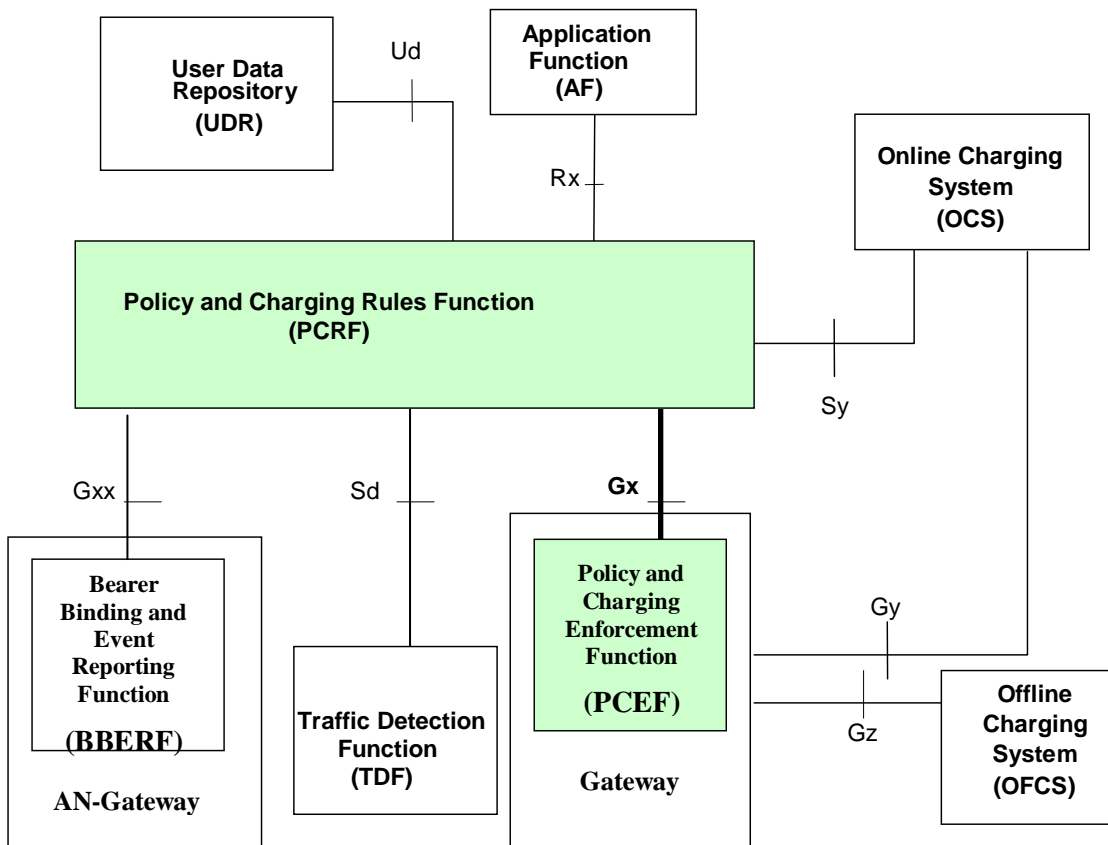 User Data
Repository
(UDR)
Ud
Application
Function
(AF)
Rx
Online Charging
System
(OCS)
Policy and Charging Rules Function
(PCRF)
Sy
Gxx
Sd
Gx
Bearer
Binding and
Event
Reporting
Function
(BBERF)
AN-Gateway
Traffic Detection
Function
(TDF)
Policy and
Charging
Enforcement
Function
(PCEF)
Gateway
Gy
Gz
Offline
Charging
System
(OFCS)